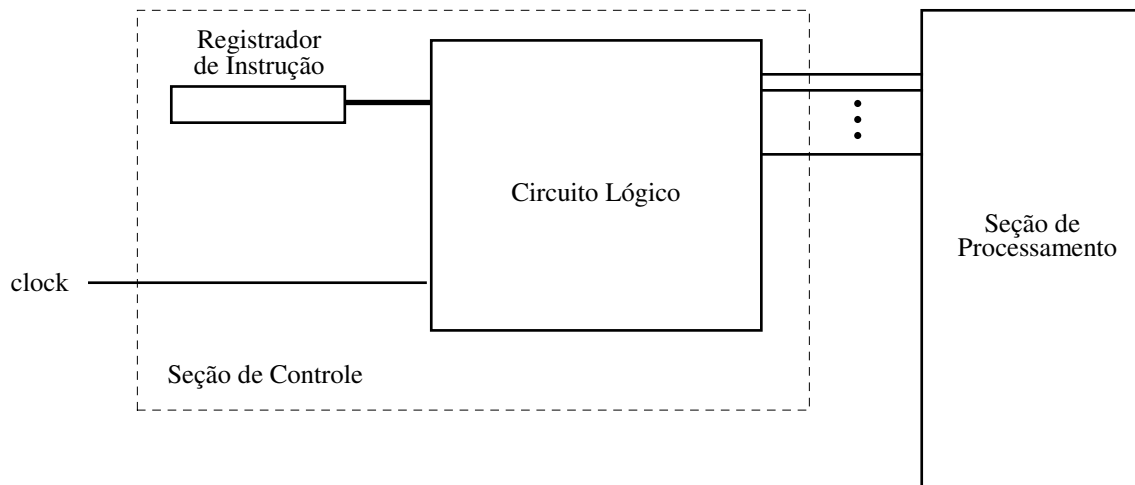 Registrador
de Instrução
Circuito Lógico
Seção de
Processamento
clock
Seção de Controle